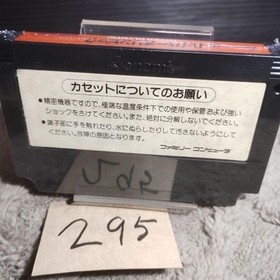 カセットについてのお願い
●精密機器ですので、極端な温度条件下での使用や保管および強い
ショックをさけてください。また、絶対に分解しないでください。
●端子部に手を触れたり、水にぬらしたりして汚さないようにして
ください。故障の原因となります。
ファミリー コンピュータ
295